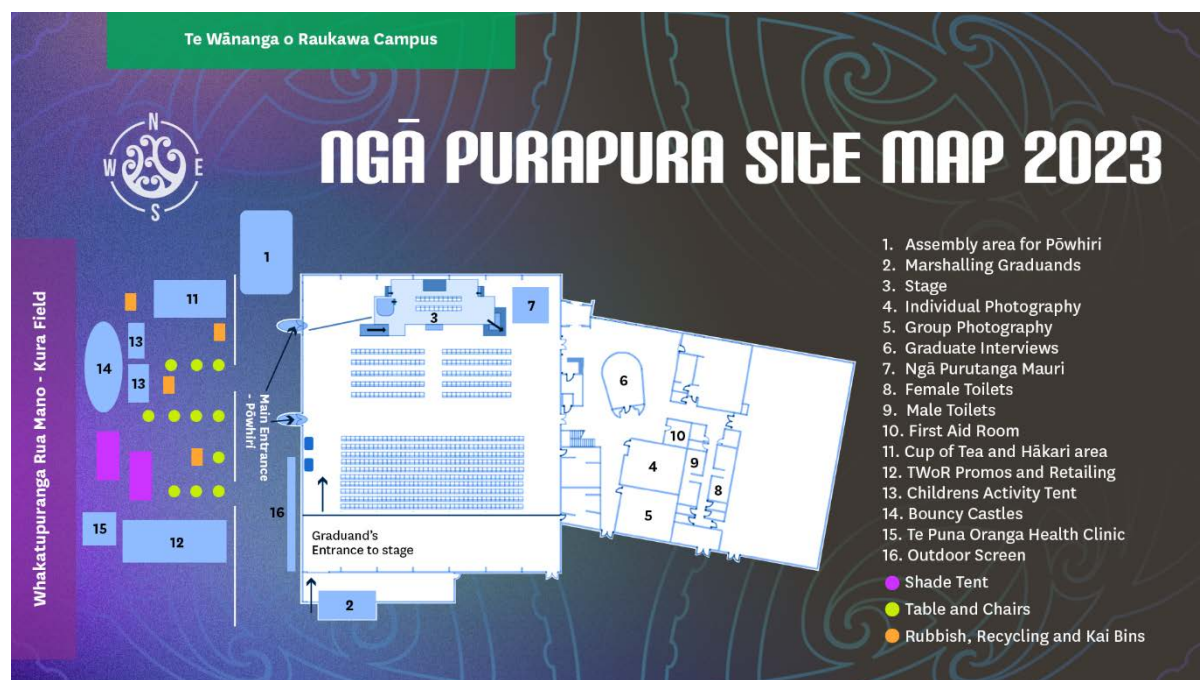 Te Wānanga o Raukawa Campus
N
W E
S
NGĀ PURAPURA SITE MAP 2023
Whakatupuranga Rua Mano - Kura Field
1
11
13
14
13
15
12
Main Entrance
- Pōwhiri
16
3
7
Graduand's
Entrance to stage
2
6
10
4
9
8
5
1. Assembly area for Pōwhiri
2. Marshalling Graduands
3. Stage
4. Individual Photography
5. Group Photography
6. Graduate Interviews
7. Ngā Purutanga Mauri
8. Female Toilets
9. Male Toilets
10. First Aid Room
11. Cup of Tea and Hākari area
12. TWoR Promos and Retailing
13. Childrens Activity Tent
14. Bouncy Castles
15. Te Puna Oranga Health Clinic
16. Outdoor Screen
Shade Tent
Table and Chairs
Rubbish, Recycling and Kai Bins